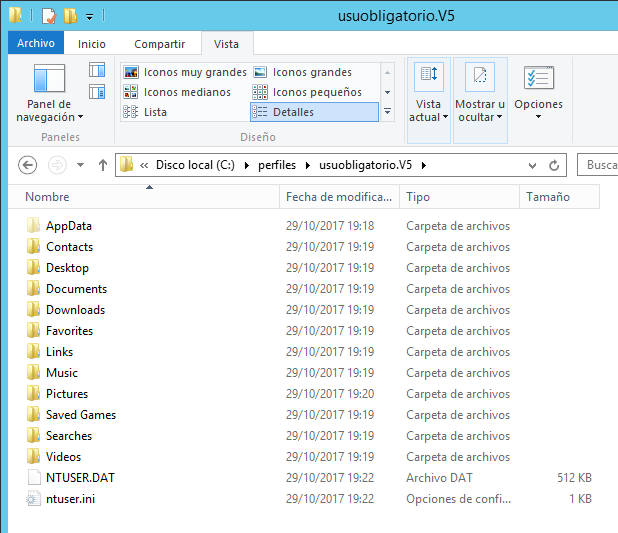 usuobligatorio.V5
Archivo Inicio Compartir Vista
Panel de navegación
Paneles
Iconos muy grandes Iconos grandes
Iconos medianos Iconos pequeños
Lista Detalles
Diseño
Vista actual
Mostrar u ocultar
Opciones
« Disco local (C:) perfiles usuobligatorio.V5 Busca
Nombre Fecha de modifica... Tipo Tamaño
AppData 29/10/2017 19:18 Carpeta de archivos
Contacts 29/10/2017 19:19 Carpeta de archivos
Desktop 29/10/2017 19:19 Carpeta de archivos
Documents 29/10/2017 19:19 Carpeta de archivos
Downloads 29/10/2017 19:19 Carpeta de archivos
Favorites 29/10/2017 19:19 Carpeta de archivos
Links 29/10/2017 19:19 Carpeta de archivos
Music 29/10/2017 19:19 Carpeta de archivos
Pictures 29/10/2017 19:20 Carpeta de archivos
Saved Games 29/10/2017 19:19 Carpeta de archivos
Searches 29/10/2017 19:19 Carpeta de archivos
Videos 29/10/2017 19:19 Carpeta de archivos
NTUSER.DAT 29/10/2017 19:22 Archivo DAT 512 KB
ntuser.ini 29/10/2017 19:22 Opciones de confi... 1 KB